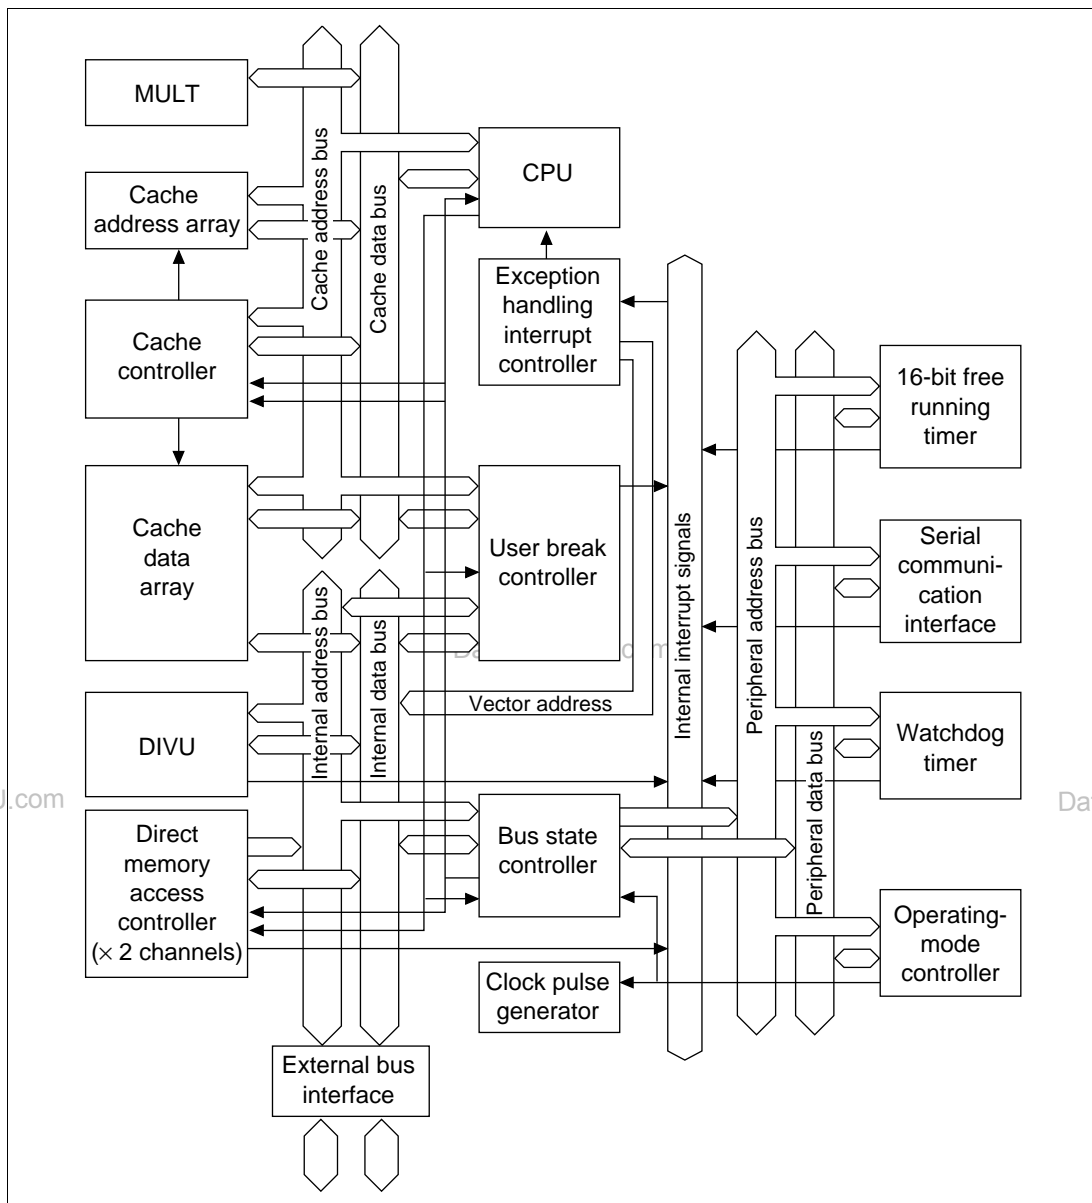 MULT
Cache
address array
Cache
controller
Cache
data
array
DIVU
Direct
memory
access
controller
(× 2 channels)
Cache address bus
Cache data bus
Internal address bus
Internal data bus
External bus
interface
CPU
Exception
handling
interrupt
controller
User break
controller
Vector address
Bus state
controller
Clock pulse
generator
Internal interrupt signals
Peripheral address bus
Peripheral data bus
16-bit free
running
timer
Serial
communi-
cation
interface
Watchdog
timer
Operating-
mode
controller
.com
Da